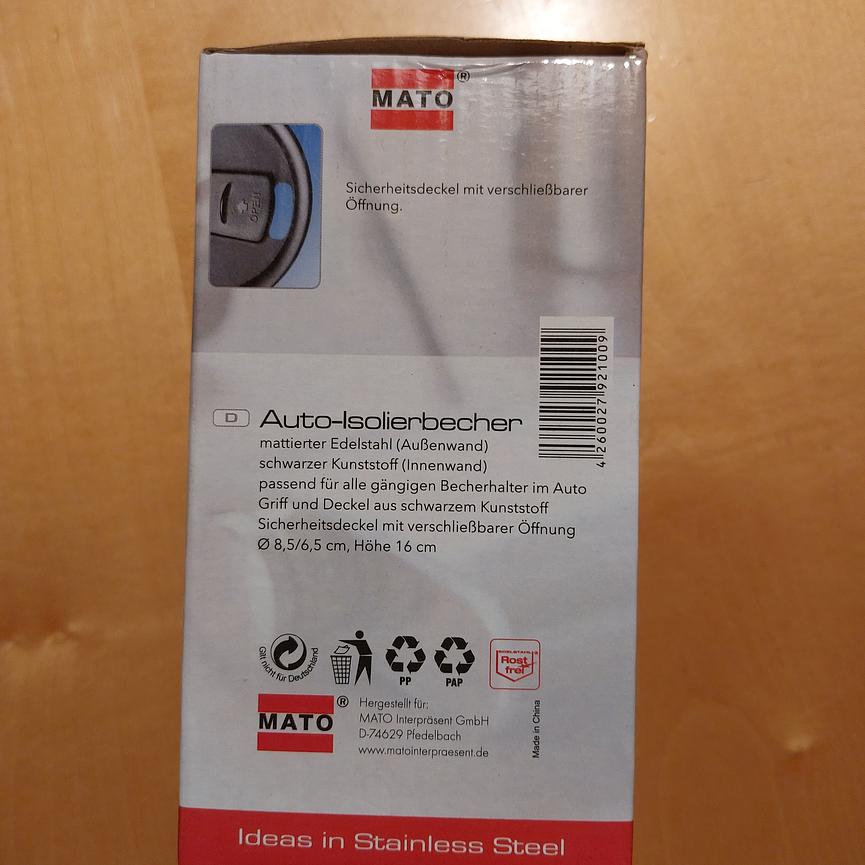 MATO®
OPEN
Sicherheitsdeckel mit verschließbarer
Öffnung.
4 260027 921009
D
Auto-Isolierbecher
mattierter Edelstahl (Außenwand)
schwarzer Kunststoff (Innenwand)
passend für alle gängigen Becherhalter im Auto
Griff und Deckel aus schwarzem Kunststoff
Sicherheitsdeckel mit verschließbarer Öffnung
Ø 8,5/6,5 cm, Höhe 16 cm
Gilt nicht für Deutschland
PP
PAP
EDELSTAHL
Rost
frei
MATO®
Hergestellt für:
MATO Interpräsent GmbH
D-74629 Pfedelbach
www.matointerpraesent.de
Made in China
Ideas in Stainless Steel